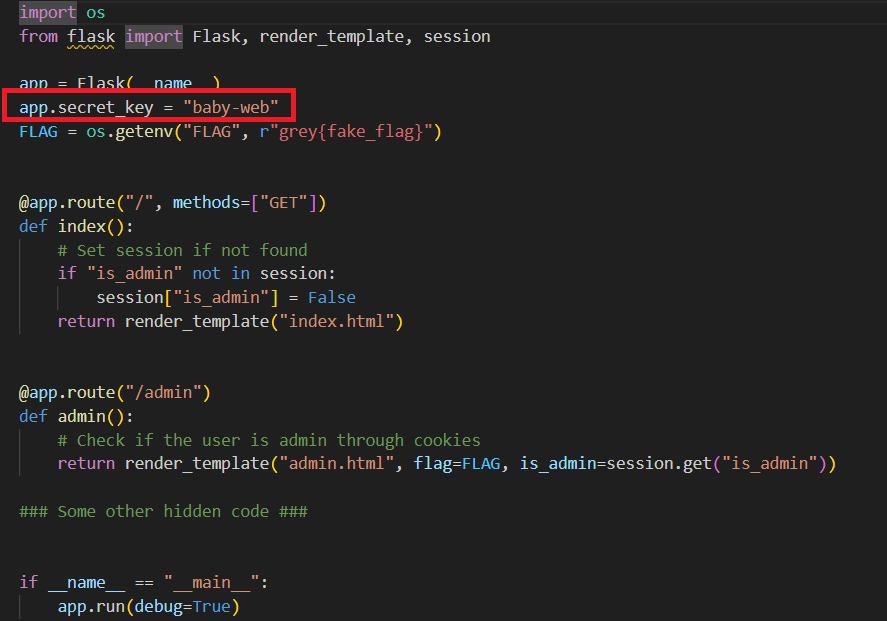 import os
from flask import Flask, render_template, session
app = Flask(__name__)
app.secret_key = "baby-web"
FLAG = os.getenv("FLAG", r"grey{fake_flag}")
@app.route("/", methods=["GET"])
def index():
    # Set session if not found
    if "is_admin" not in session:
        session["is_admin"] = False
    return render_template("index.html")
@app.route("/admin")
def admin():
    # Check if the user is admin through cookies
    return render_template("admin.html", flag=FLAG, is_admin=session.get("is_admin"))
### Some other hidden code ###
if __name__ == "__main__":
    app.run(debug=True)